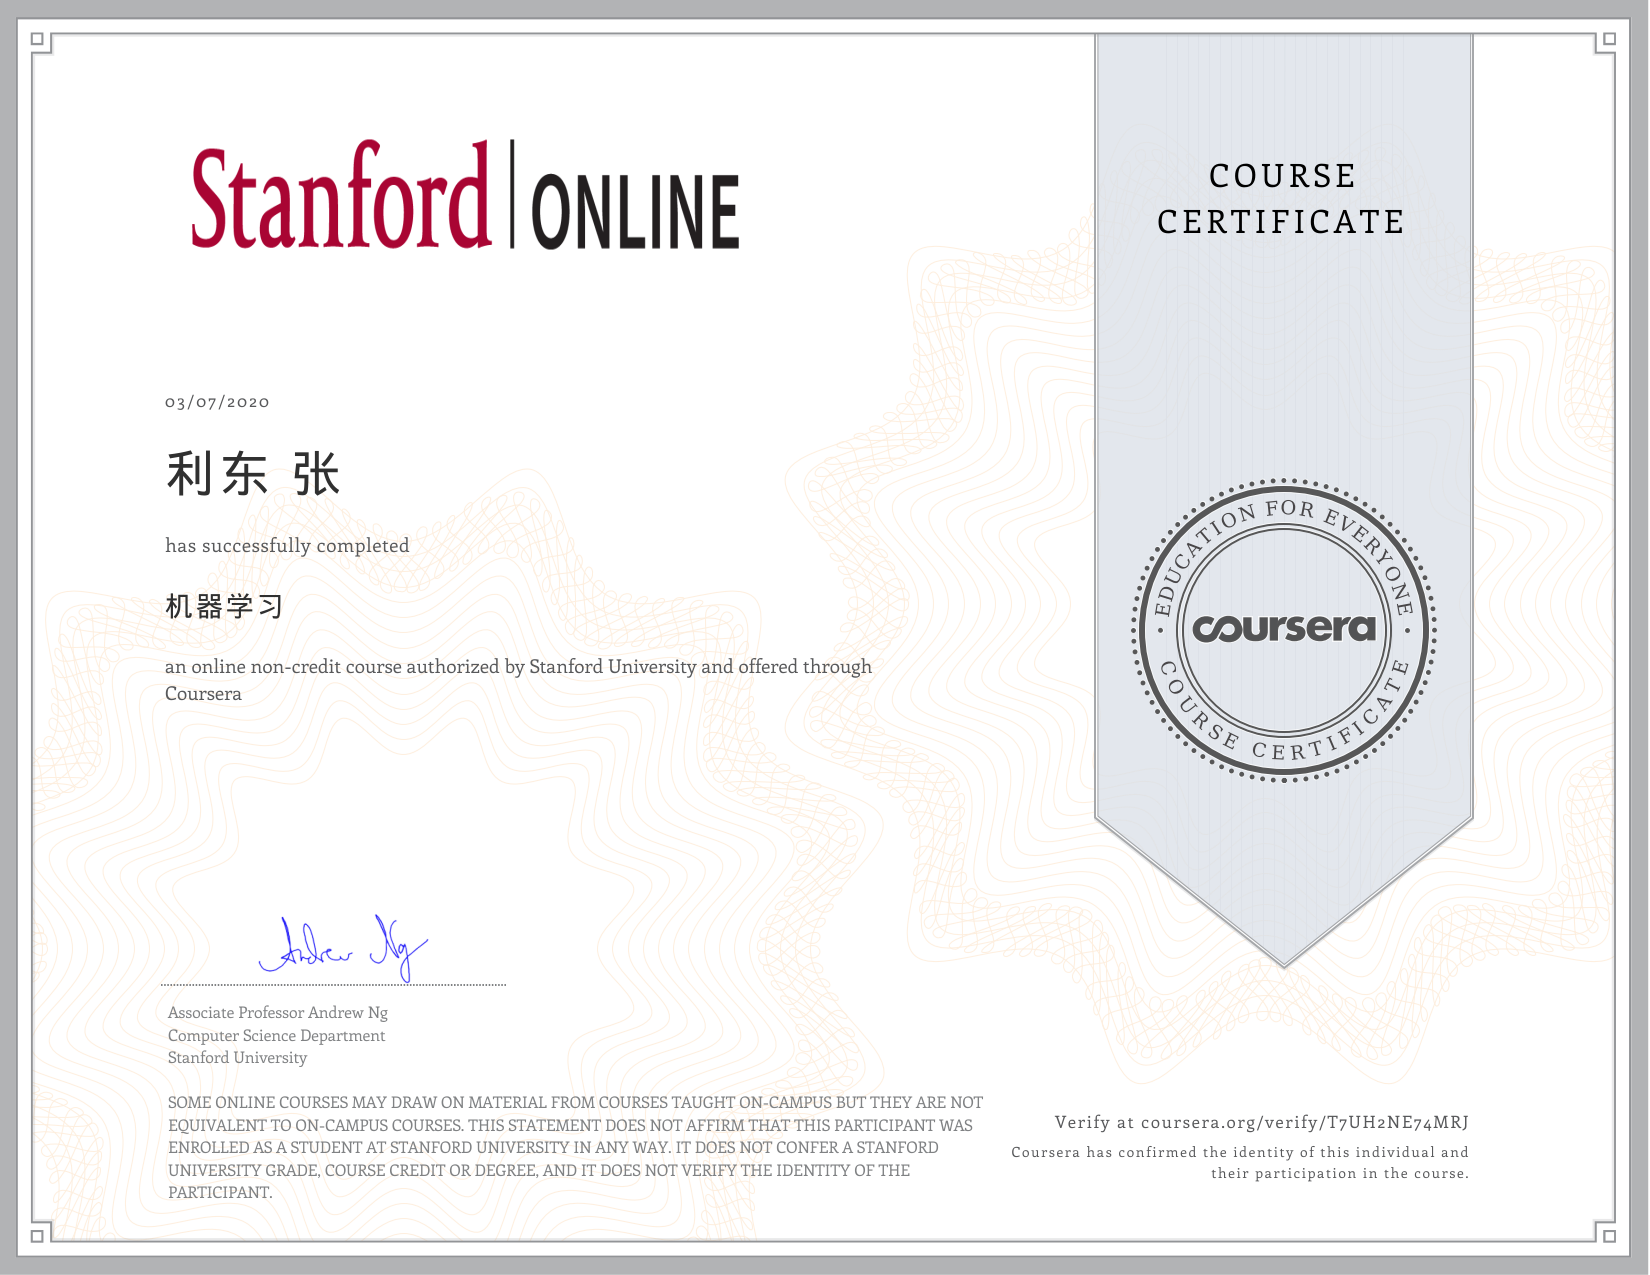 Stanford | ONLINE
COURSE
CERTIFICATE
03/07/2020
利东 张
has successfully completed
机器学习
an online non-credit course authorized by Stanford University and offered through
Coursera
EDUCATION FOR EVERYONE
coursera
COURSE CERTIFICATE
Andrew Ng
Associate Professor Andrew Ng
Computer Science Department
Stanford University
SOME ONLINE COURSES MAY DRAW ON MATERIAL FROM COURSES TAUGHT ON-CAMPUS BUT THEY ARE NOT
EQUIVALENT TO ON-CAMPUS COURSES. THIS STATEMENT DOES NOT AFFIRM THAT THIS PARTICIPANT WAS
ENROLLED AS A STUDENT AT STANFORD UNIVERSITY IN ANY WAY. IT DOES NOT CONFER A STANFORD
UNIVERSITY GRADE, COURSE CREDIT OR DEGREE, AND IT DOES NOT VERIFY THE IDENTITY OF THE
PARTICIPANT.
Verify at coursera.org/verify/T7UH2NE74MRJ
Coursera has confirmed the identity of this individual and
their participation in the course.